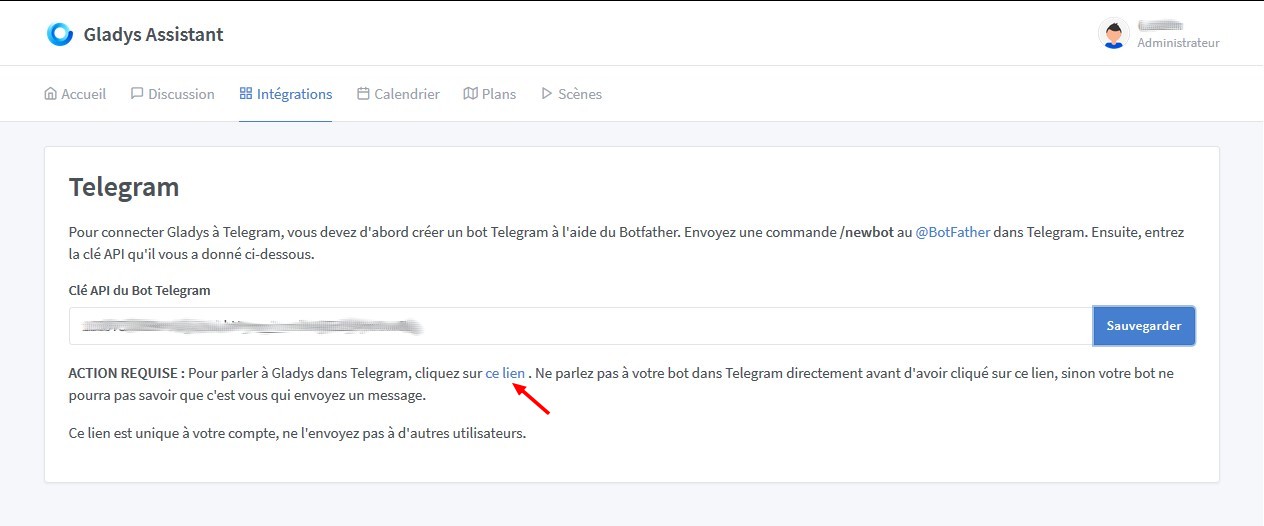 Gladys Assistant
Administrateur
Accueil Discussion Intégrations Calendrier Plans Scènes
Telegram
Pour connecter Gladys à Telegram, vous devez d'abord créer un bot Telegram à l'aide du Botfather. Envoyez une commande /newbot au @BotFather dans Telegram. Ensuite, entrez
la clé API qu'il vous a donné ci-dessous.
Clé API du Bot Telegram
Sauvegarder
ACTION REQUISE : Pour parler à Gladys dans Telegram, cliquez sur ce lien . Ne parlez pas à votre bot dans Telegram directement avant d'avoir cliqué sur ce lien, sinon votre bot ne
pourra pas savoir que c'est vous qui envoyez un message.
Ce lien est unique à votre compte, ne l'envoyez pas à d'autres utilisateurs.